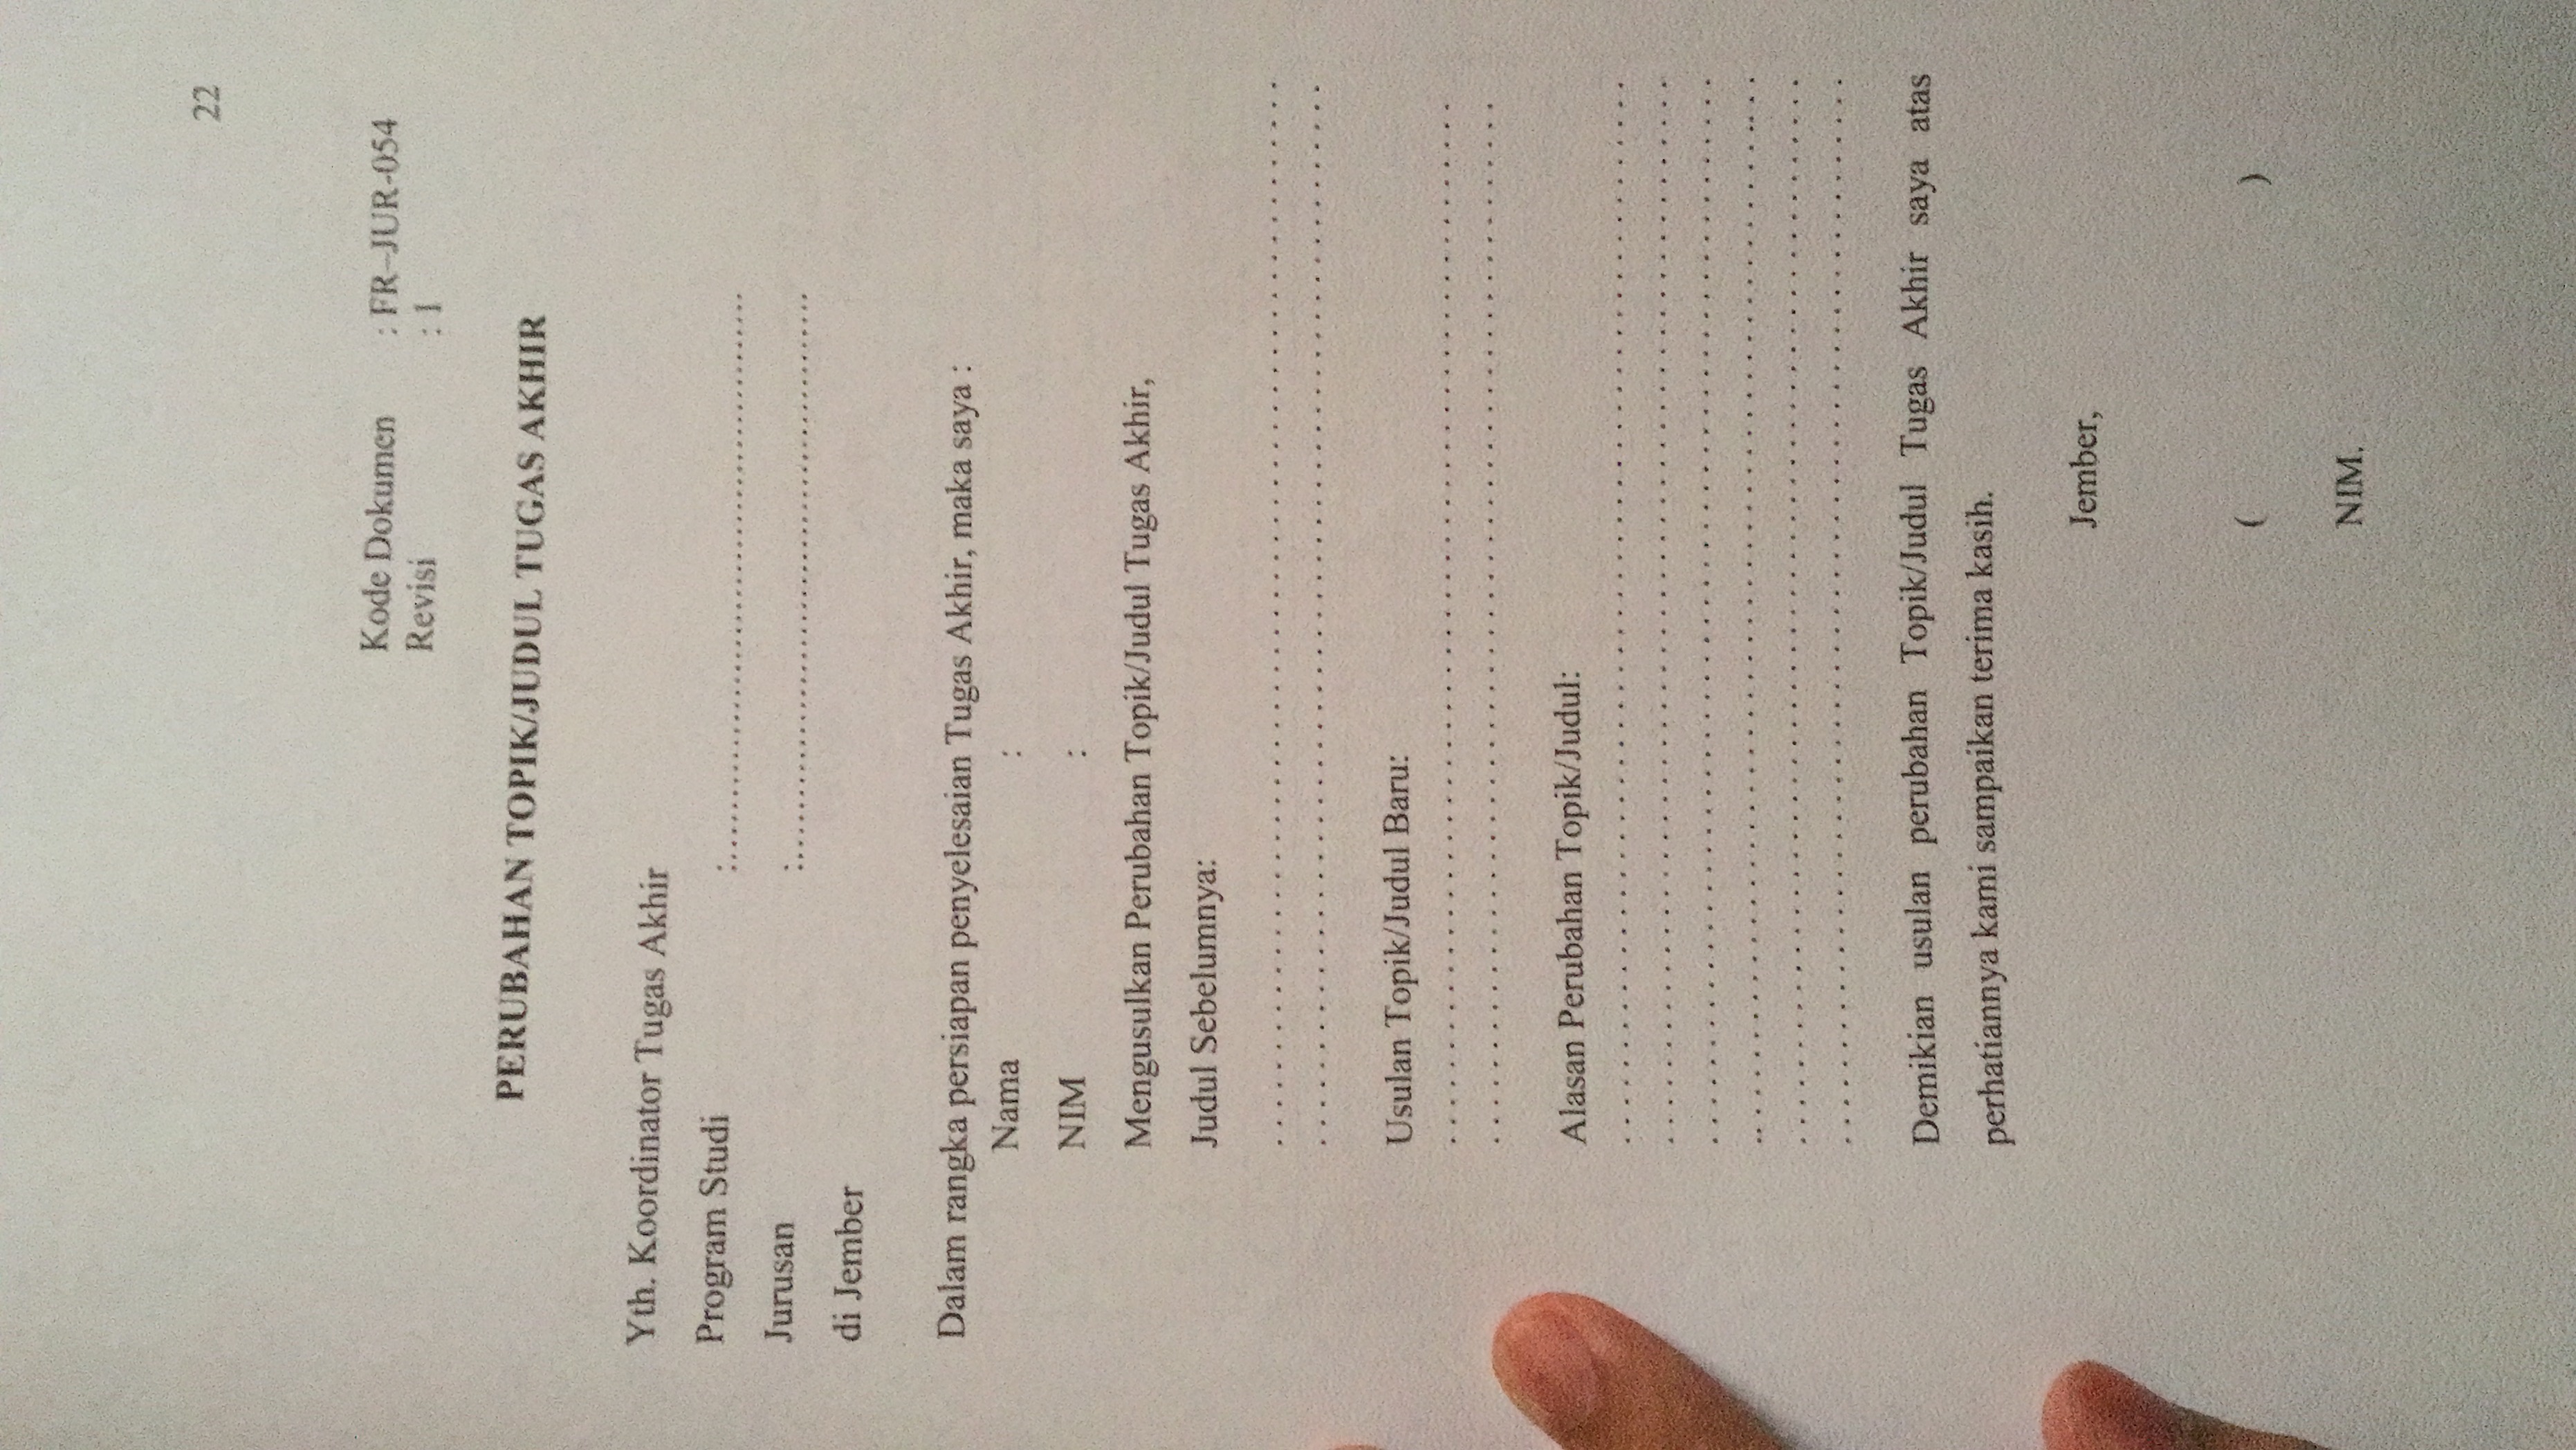 22
Kode Dokumen : FR–JUR-054
Revisi : 1
PERUBAHAN TOPIK/JUDUL TUGAS AKHIR
Yth. Koordinator Tugas Akhir
Program Studi :..................................................
Jurusan :..................................................
di Jember
Dalam rangka persiapan penyelesaian Tugas Akhir, maka saya :
Nama :
NIM :
Mengusulkan Perubahan Topik/Judul Tugas Akhir,
Judul Sebelumnya:
. . . . . . . . . . . . . . . . . . . . . . . . . . . . . . . . . . . . . . . . . . . . . . . . . . . . . . . .
. . . . . . . . . . . . . . . . . . . . . . . . . . . . . . . . . . . . . . . . . . . . . . . . . . . . . . . .
Usulan Topik/Judul Baru:
. . . . . . . . . . . . . . . . . . . . . . . . . . . . . . . . . . . . . . . . . . . . . . . . . . . . . . .
. . . . . . . . . . . . . . . . . . . . . . . . . . . . . . . . . . . . . . . . . . . . . . . . . . . . . . .
Alasan Perubahan Topik/Judul:
. . . . . . . . . . . . . . . . . . . . . . . . . . . . . . . . . . . . . . . . . . . . . . . . . . . . . . . .
. . . . . . . . . . . . . . . . . . . . . . . . . . . . . . . . . . . . . . . . . . . . . . . . . . . . . . . .
. . . . . . . . . . . . . . . . . . . . . . . . . . . . . . . . . . . . . . . . . . . . . . . . . . . . . . . .
.. . . . . . . . . . . . . . . . . . . . . . . . . . . . . . . . . . . . . . . . . . . . . . . . . . . . .... . .
. . . . . . . . . . . . . . . . . . . . . . . . . . . . . . . . . . . . . . . . . . . . . . . . . . . . . . . .
. . . . . . . . . . . . . . . . . . . . . . . . . . . . . . . . . . . . . . . . . . . . . . . . . . . . . . . .
Demikian usulan perubahan Topik/Judul Tugas Akhir saya atas
perhatiannya kami sampaikan terima kasih.
Jember,
( )
NIM.